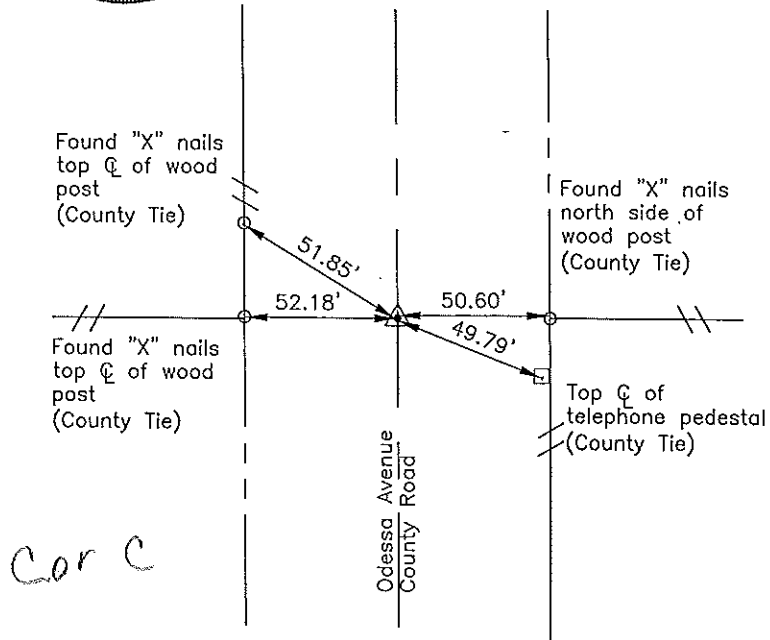 Found "X" nails
top ℄ of wood
post
(County Tie)
Found "X" nails
north side of
wood post
(County Tie)
51.85'
52.18'
50.60'
49.79'
Found "X" nails
top ℄ of wood
post
(County Tie)
Top ℄ of
telephone pedestal
(County Tie)
Odessa Avenue
County Road
Cor C